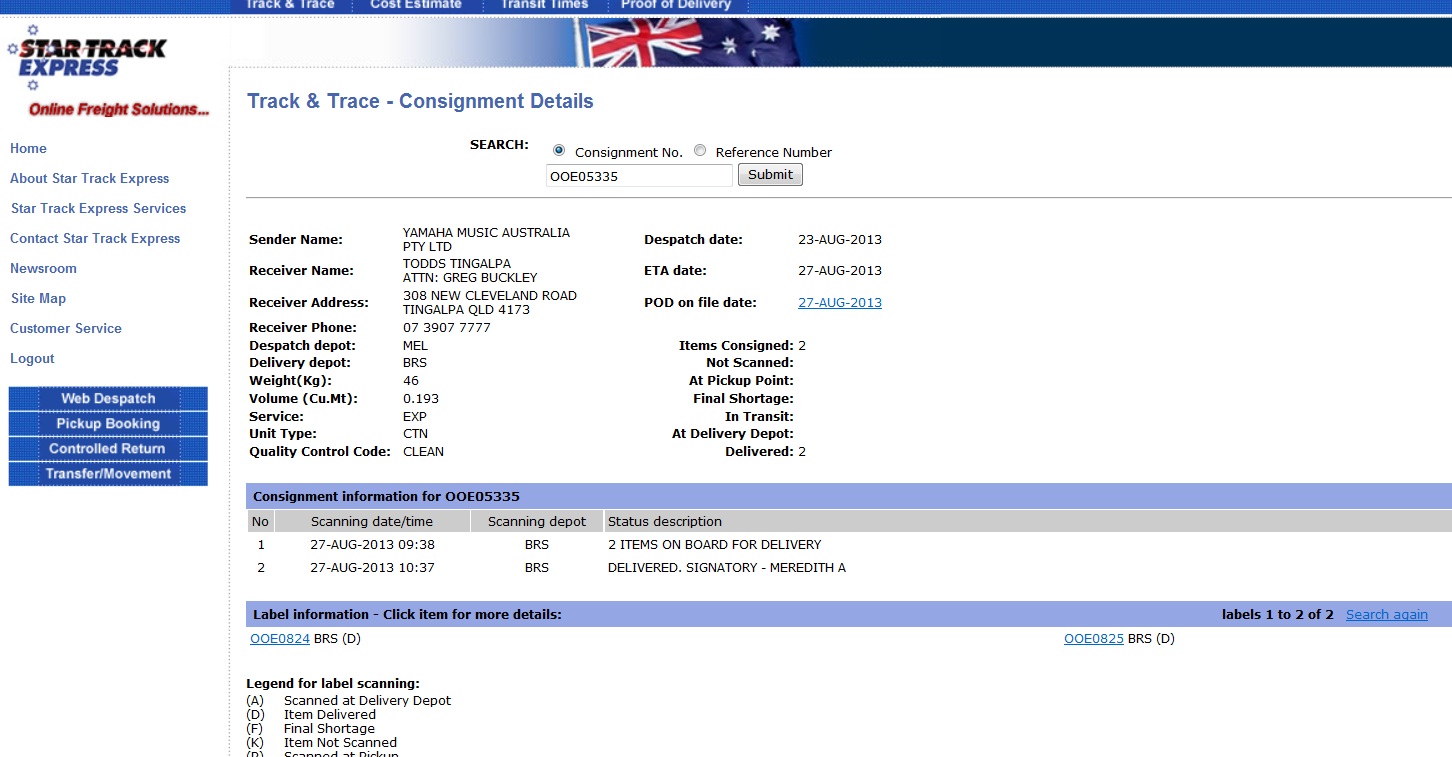 Track & Trace Cost Estimate Transit Times Proof of Delivery
STAR TRACK
EXPRESS
Online Freight Solutions...
Home
About Star Track Express
Star Track Express Services
Contact Star Track Express
Newsroom
Site Map
Customer Service
Logout
Web Despatch
Pickup Booking
Controlled Return
Transfer/Movement
Track & Trace - Consignment Details
SEARCH: Consignment No. Reference Number
OOE05335 Submit
Sender Name: YAMAHA MUSIC AUSTRALIA
PTY LTD
Despatch date: 23-AUG-2013
Receiver Name: TODDS TINGALPA
ATTN: GREG BUCKLEY
ETA date: 27-AUG-2013
Receiver Address: 308 NEW CLEVELAND ROAD
TINGALPA QLD 4173
POD on file date: 27-AUG-2013
Receiver Phone: 07 3907 7777
Despatch depot: MEL Items Consigned: 2
Delivery depot: BRS Not Scanned:
Weight(Kg): 46 At Pickup Point:
Volume (Cu.Mt): 0.193 Final Shortage:
Service: EXP In Transit:
Unit Type: CTN At Delivery Depot:
Quality Control Code: CLEAN Delivered: 2
Consignment information for OOE05335
No Scanning date/time Scanning depot Status description
1 27-AUG-2013 09:38 BRS 2 ITEMS ON BOARD FOR DELIVERY
2 27-AUG-2013 10:37 BRS DELIVERED. SIGNATORY - MEREDITH A
Label information - Click item for more details: labels 1 to 2 of 2 Search again
OOE0824 BRS (D) OOE0825 BRS (D)
Legend for label scanning:
(A) Scanned at Delivery Depot
(D) Item Delivered
(F) Final Shortage
(K) Item Not Scanned
(P) Scanned at Pickup